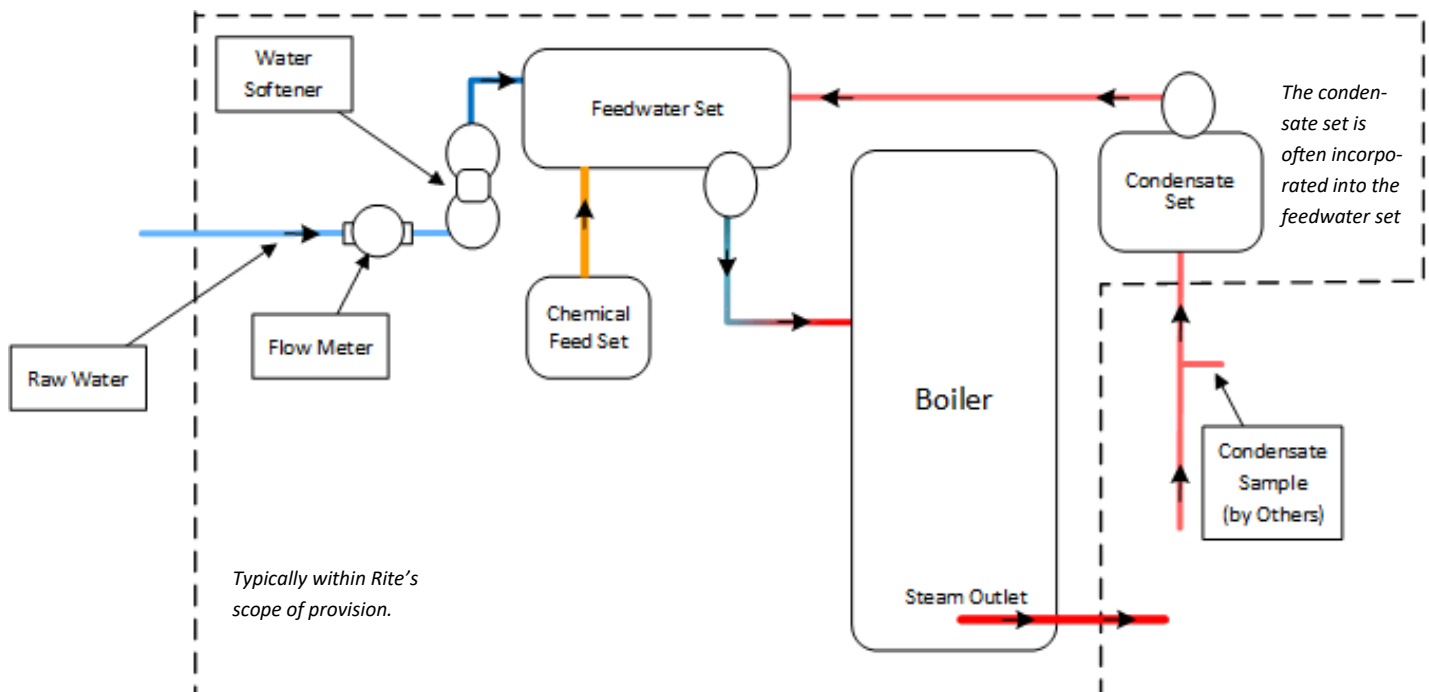 Water
Softener
Feedwater Set
The conden-
sate set is
often incorpo-
rated into the
feedwater set
Condensate
Set
Chemical
Feed Set
Flow Meter
Raw Water
Boiler
Condensate
Sample
(by Others)
Typically within Rite’s
scope of provision.
Steam Outlet